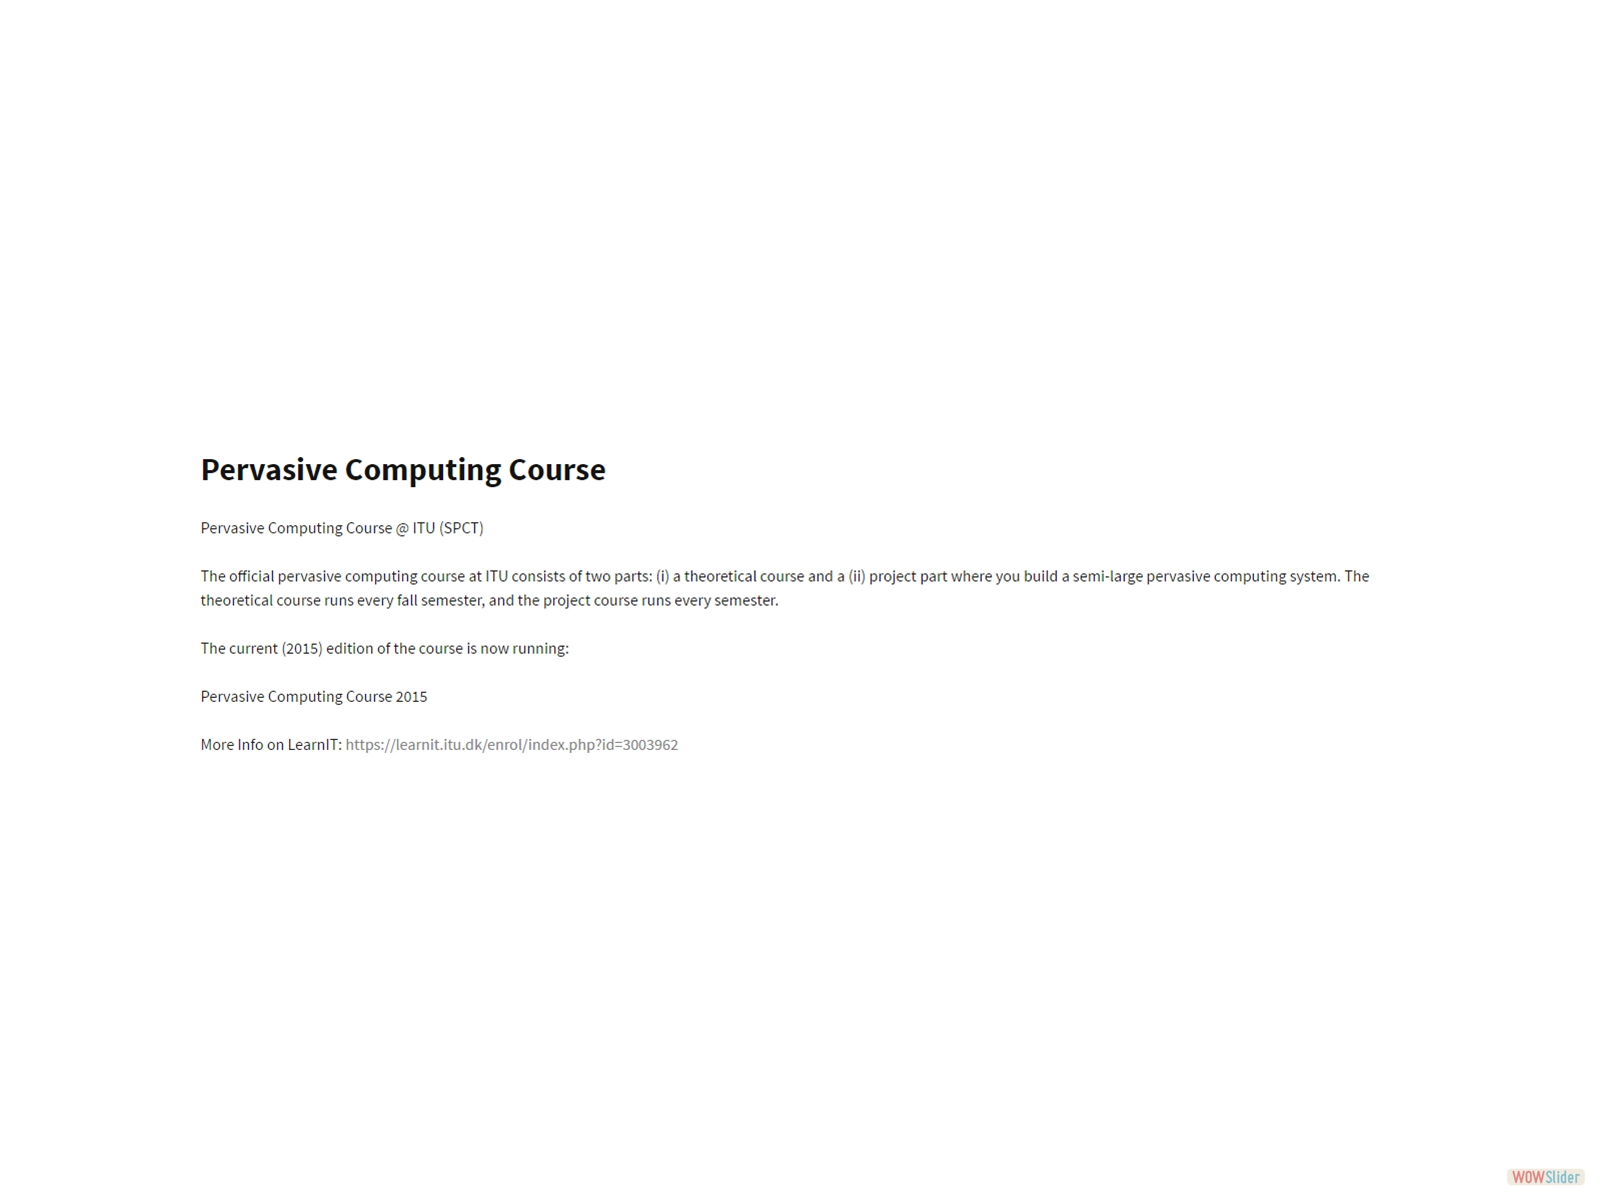 Pervasive Computing Course
Pervasive Computing Course @ ITU (SPCT)
The official pervasive computing course at ITU consists of two parts: (i) a theoretical course and a (ii) project part where you build a semi-large pervasive computing system. The
theoretical course runs every fall semester, and the project course runs every semester.
The current (2015) edition of the course is now running:
Pervasive Computing Course 2015
More Info on LearnIT: https://learnit.itu.dk/enrol/index.php?id=3003962
WOWSlider